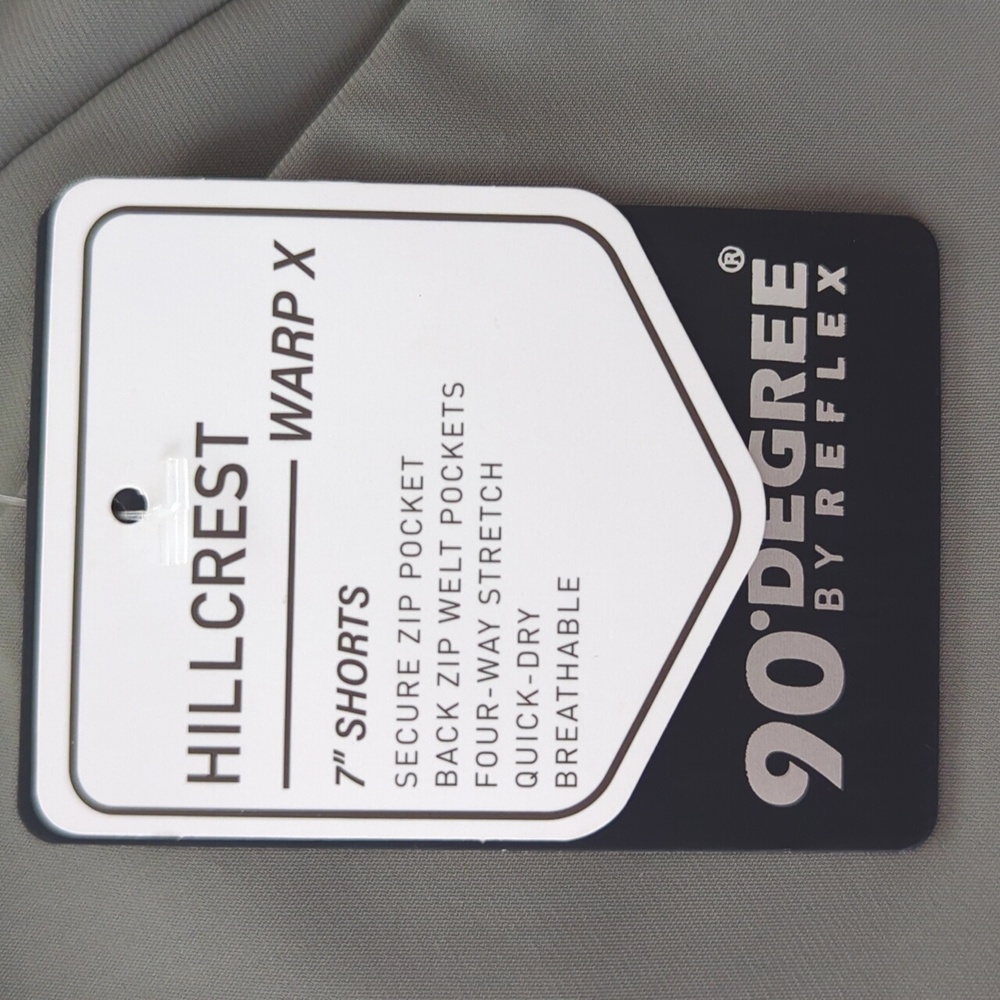 HILLCREST
WARP X
7" SHORTS
SECURE ZIP POCKET
BACK ZIP WELT POCKETS
FOUR-WAY STRETCH
QUICK-DRY
BREATHABLE
90°DEGREE®
BY REFLEX